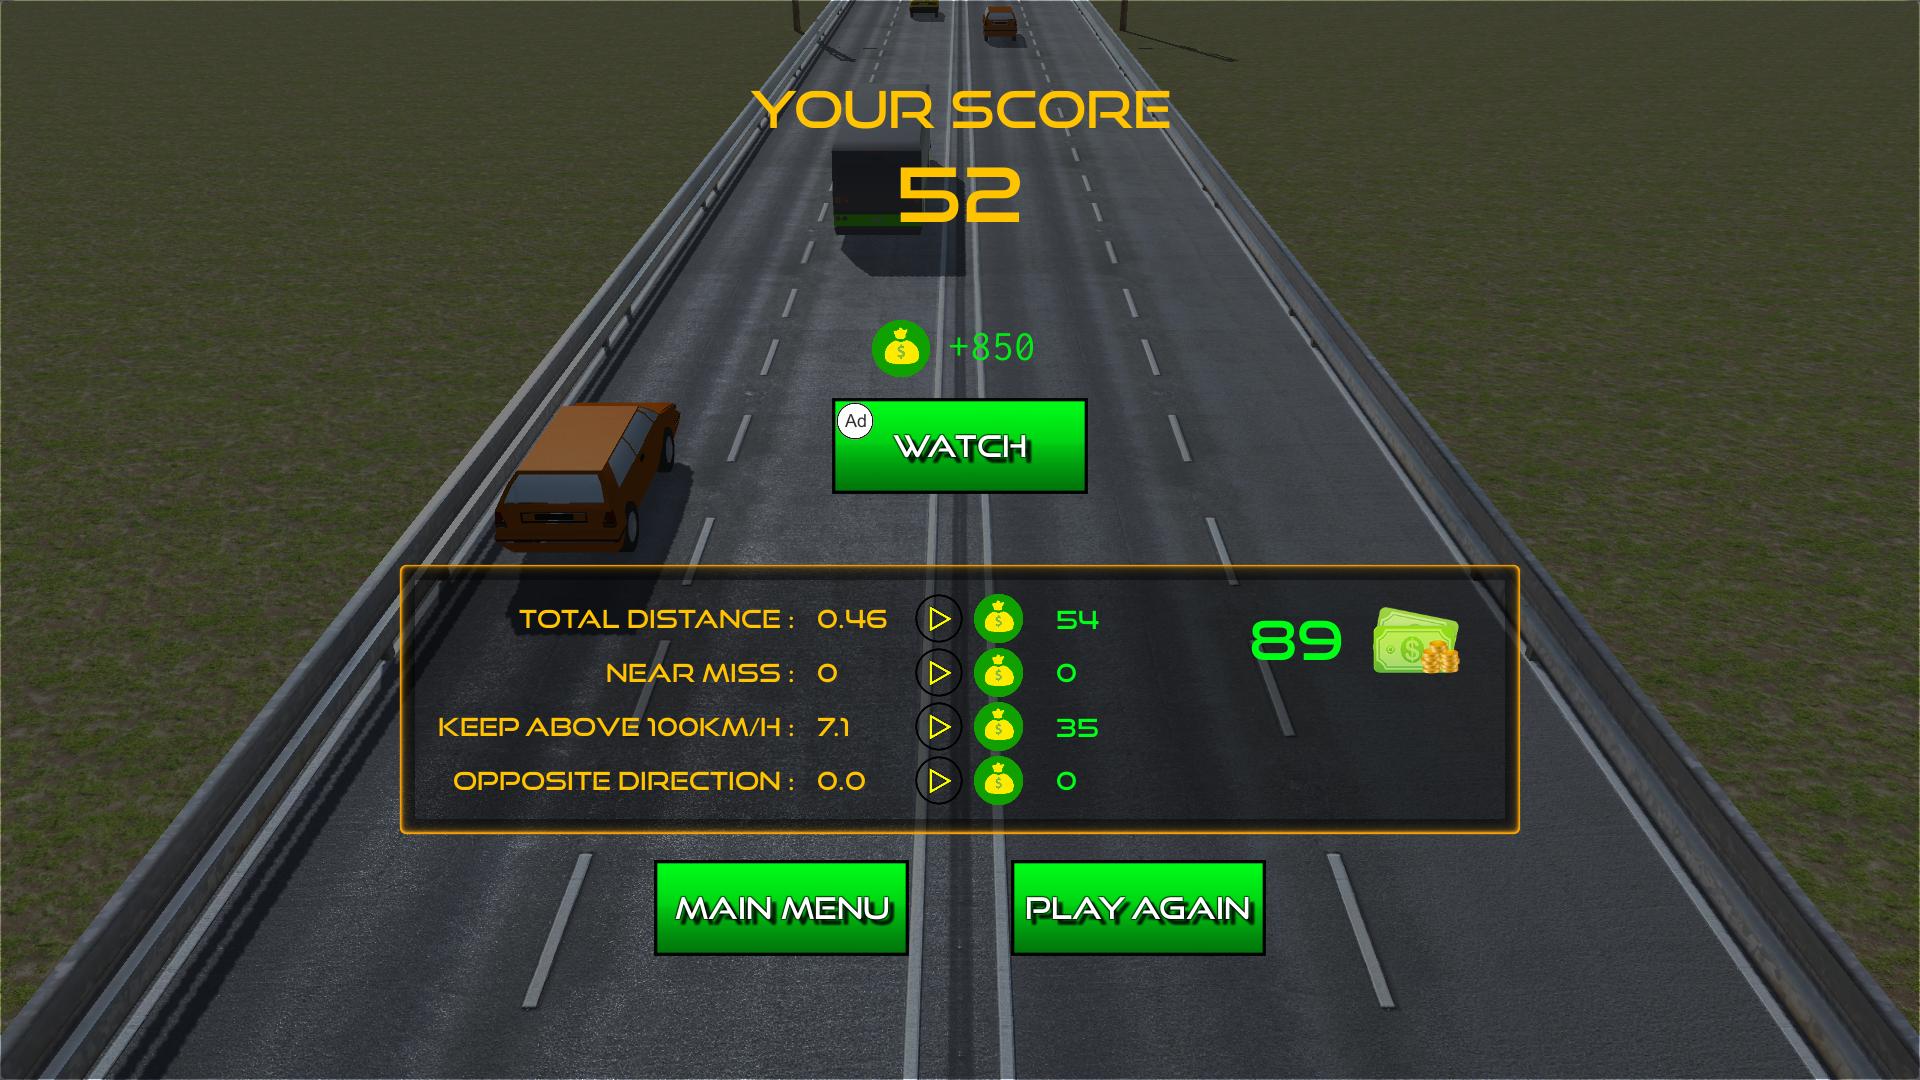 YOUR SCORE
52
+850
Ad
WATCH
TOTAL DISTANCE : 0.46 54
89
NEAR MISS : 0 0
KEEP ABOVE 100KM/H : 7.1 35
OPPOSITE DIRECTION : 0.0 0
MAIN MENU
PLAY AGAIN